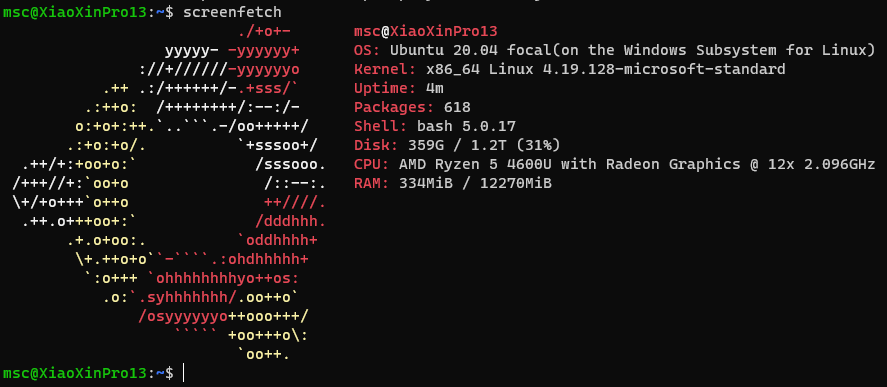 msc@XiaoXinPro13:~$ screenfetch
                          ./+o+-       msc@XiaoXinPro13
                  yyyyy- -yyyyyy+      OS: Ubuntu 20.04 focal(on the Windows Subsystem for Linux)
               ://+//////-yyyyyyo      Kernel: x86_64 Linux 4.19.128-microsoft-standard
           .++ .:/++++++/-.+sss/`      Uptime: 4m
         .:++o:  /++++++++/:--:/-      Packages: 618
        o:+o+:++.`..```.-/oo+++++/     Shell: bash 5.0.17
       .:+o:+o/.          `+sssoo+/    Disk: 359G / 1.2T (31%)
  .++/+:+oo+o:`             /sssooo.   CPU: AMD Ryzen 5 4600U with Radeon Graphics @ 12x 2.096GHz
 /+++//+:`oo+o               /::--:.   RAM: 334MiB / 12270MiB
 \+/+o+++`o++o               ++////.
  .++.o+++oo+:`             /dddhhh.
       .+.o+oo:.          `oddhhhh+
        \+.++o+o``-````.:ohdhhhhh+
         `:o+++ `ohhhhhhhhyo++os:
           .o:`.syhhhhhhh/.oo++o`
               /osyyyyyyo++ooo+++/
                   ````` +oo+++o\:
                          `oo++.
msc@XiaoXinPro13:~$